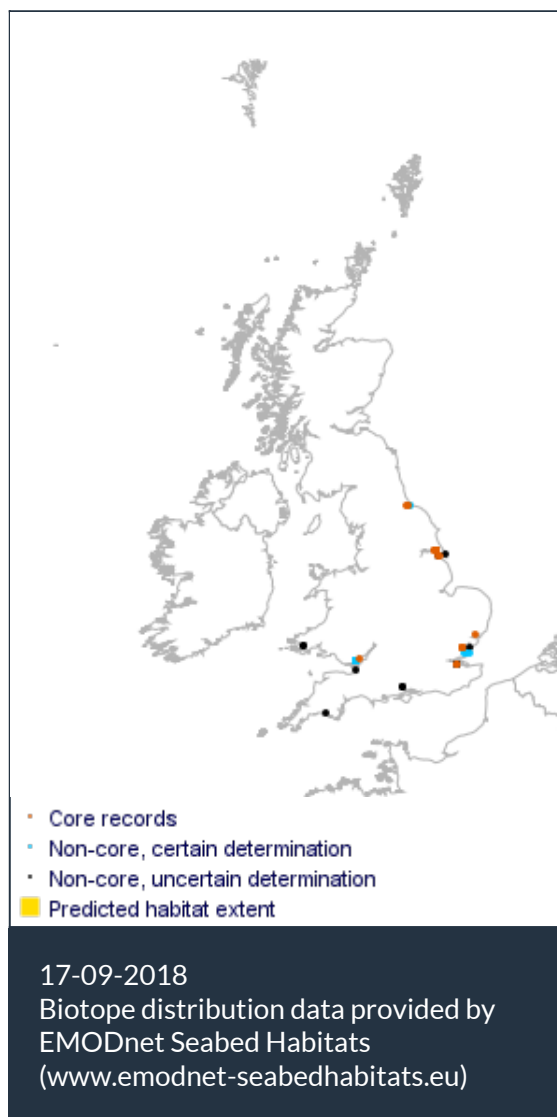 Core records
Non-core, certain determination
Non-core, uncertain determination
Predicted habitat extent
17-09-2018
Biotope distribution data provided by
EMODnet Seabed Habitats
(www.emodnet-seabedhabitats.eu)